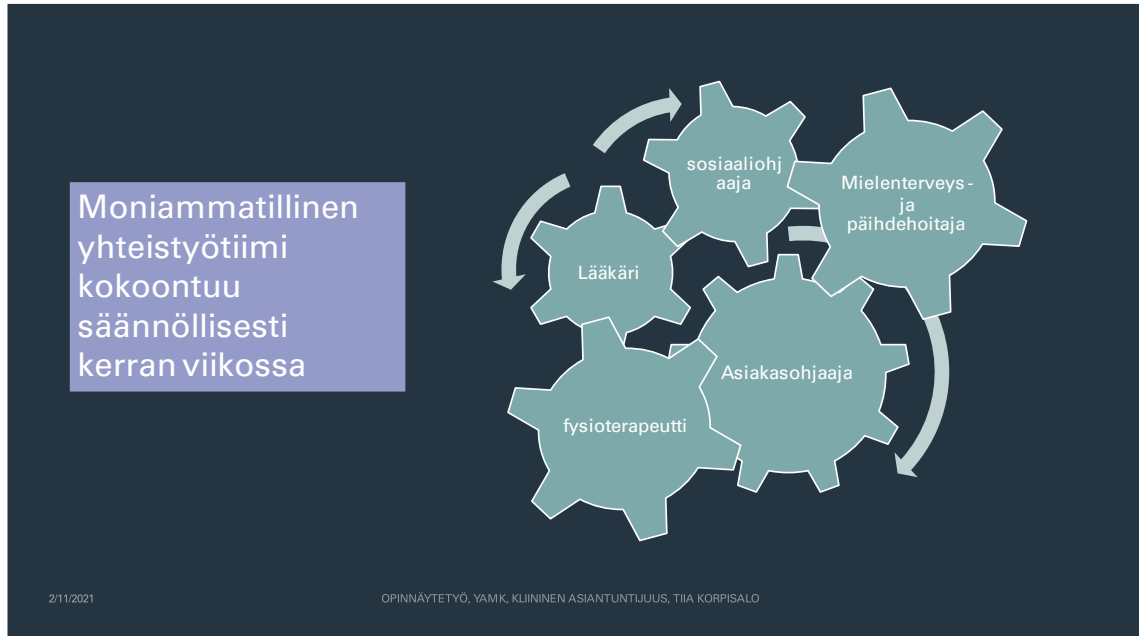 Moniammatillinen
yhteistyötiimi
kokoontuu
säännöllisesti
kerran viikossa
sosiaaliohj
aaja
Mielenterveys-
ja
päihdehoitaja
Lääkäri
Asiakasohjaaja
fysioterapeutti
2/11/2021
OPINNÄYTETYÖ, YAMK, KLIININEN ASIANTUNTIJUUS, TIIA KORPISALO